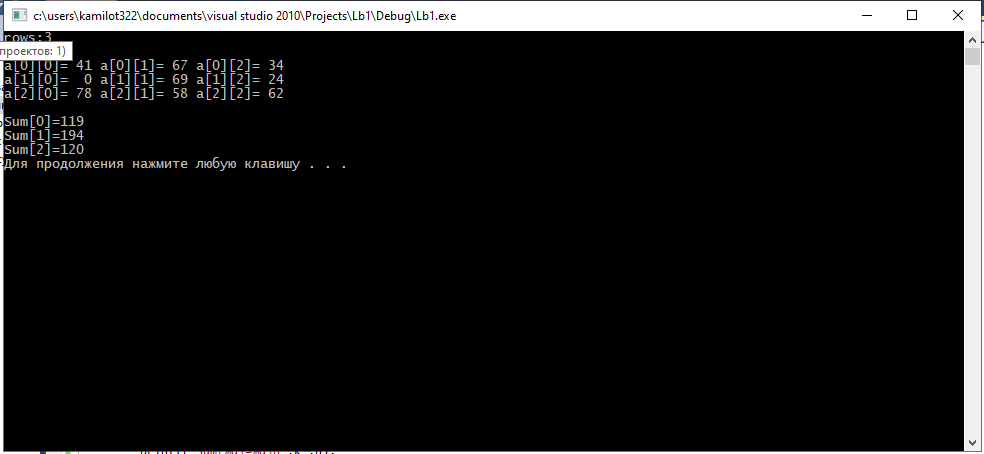 c:\users\kamilot322\documents\visual studio 2010\Projects\Lb1\Debug\Lb1.exe
rows:3
проектов: 1)
a[0][0]= 41 a[0][1]= 67 a[0][2]= 34
a[1][0]=  0 a[1][1]= 69 a[1][2]= 24
a[2][0]= 78 a[2][1]= 58 a[2][2]= 62
Sum[0]=119
Sum[1]=194
Sum[2]=120
Для продолжения нажмите любую клавишу . . .